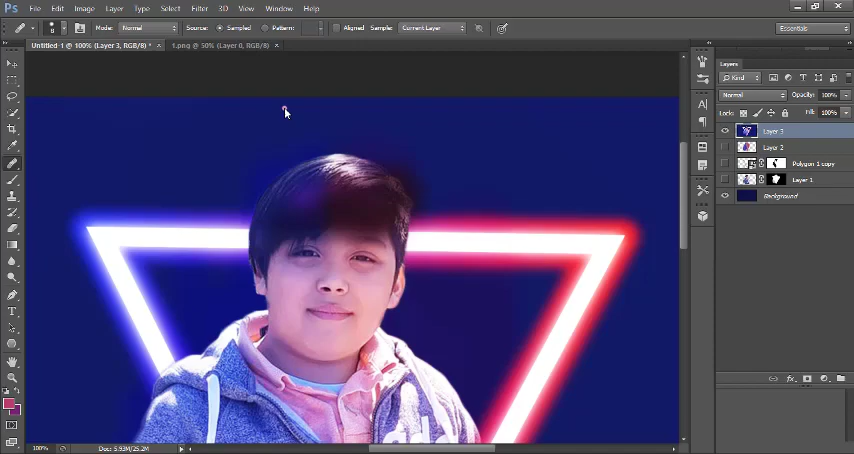 Ps File Edit Image Layer Type Select Filter 3D View Window Help
8 Mode: Normal Source: Sampled Pattern: Aligned Sample: Current Layer Essentials
Untitled-1 @ 100% (Layer 3, RGB/8) * × 1.png @ 50% (Layer 0, RGB/8) ×
Layers
Kind
Normal Opacity: 100%
Lock: Fill: 100%
Layer 3
Layer 2
Polygon 1 copy
Layer 1
Background
100% Doc: 5.93M/25.2M